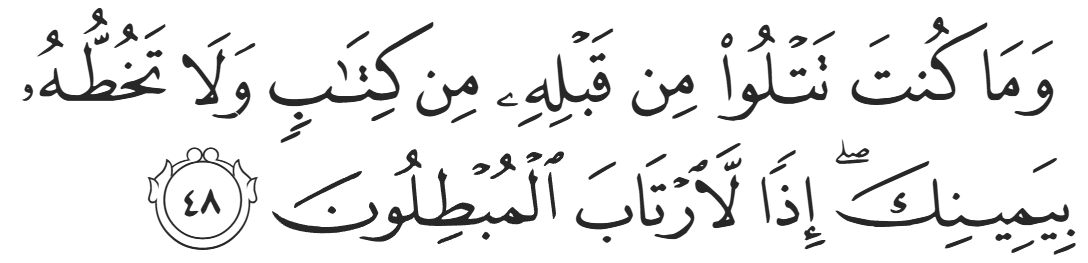 وَمَا كُنتَ تَتْلُوا۟ مِن قَبْلِهِۦ مِن كِتَـٰبٍ وَلَا تَخُطُّهُۥ
بِيَمِينِكَ ۖ إِذًا لَّٱرْتَابَ ٱلْمُبْطِلُونَ ٤٨